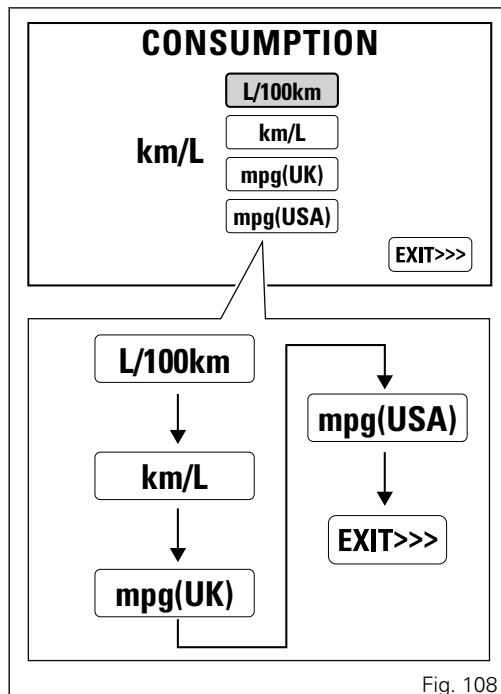 CONSUMPTION
km/L
L/100km
km/L
mpg(UK)
mpg(USA)
EXIT>>>
L/100km
km/L
mpg(UK)
mpg(USA)
EXIT>>>
Fig. 108